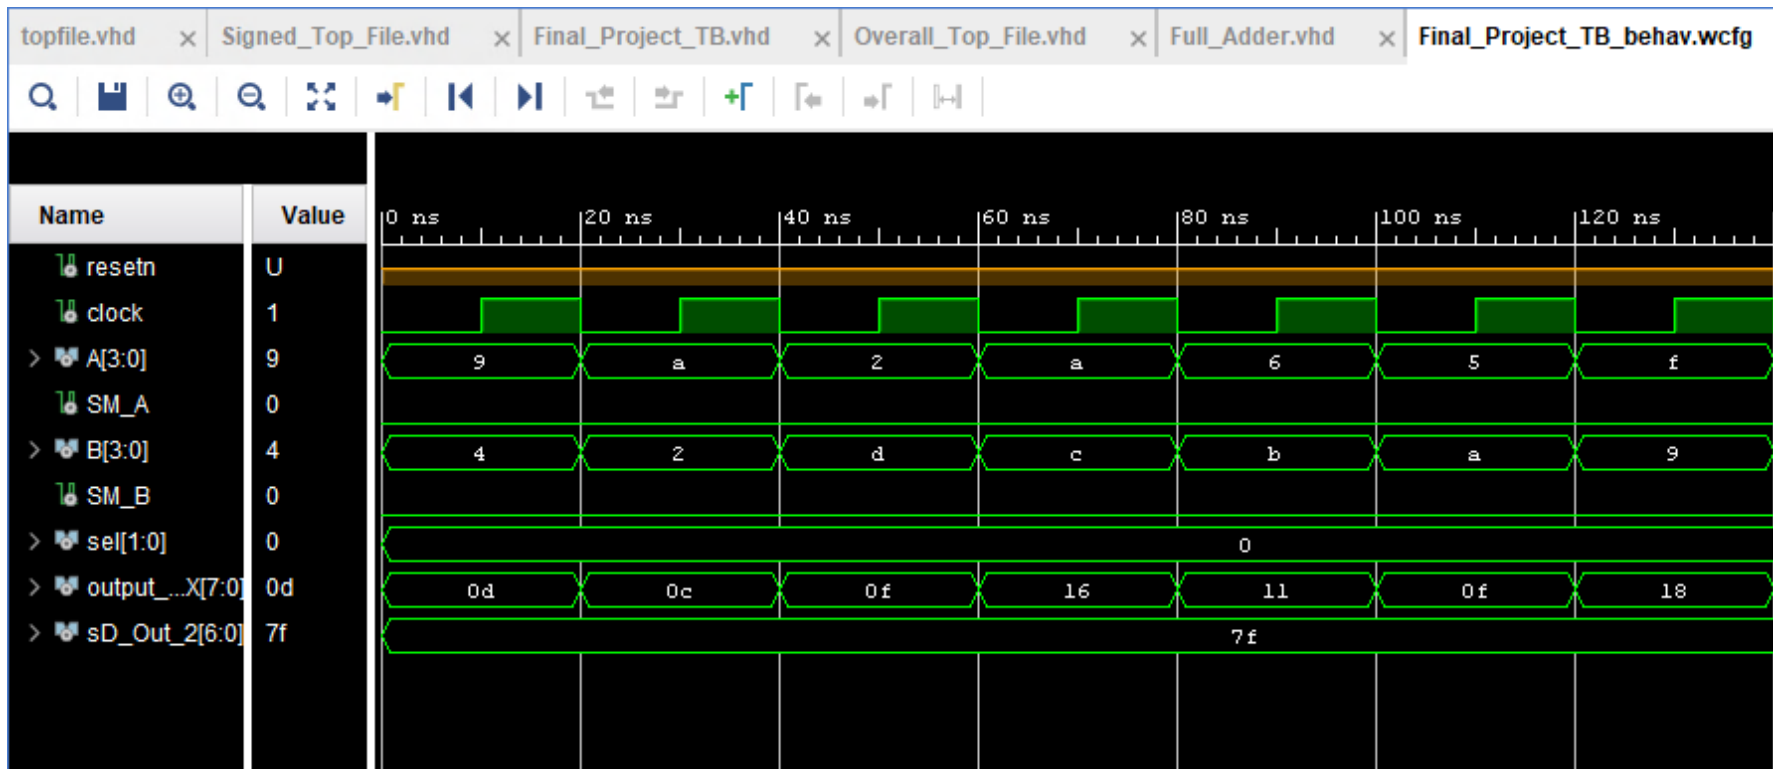 topfile.vhd × Signed_Top_File.vhd × Final_Project_TB.vhd × Overall_Top_File.vhd × Full_Adder.vhd × Final_Project_TB_behav.wcfg
Name Value 0 ns 20 ns 40 ns 60 ns 80 ns 100 ns 120 ns
resetn U
clock 1
A[3:0] 9 9 a 2 a 6 5 f
SM_A 0
B[3:0] 4 4 2 d c b a 9
SM_B 0
sel[1:0] 0 0
output_...X[7:0] 0d 0d 0c 0f 16 11 0f 18
sD_Out_2[6:0] 7f 7f